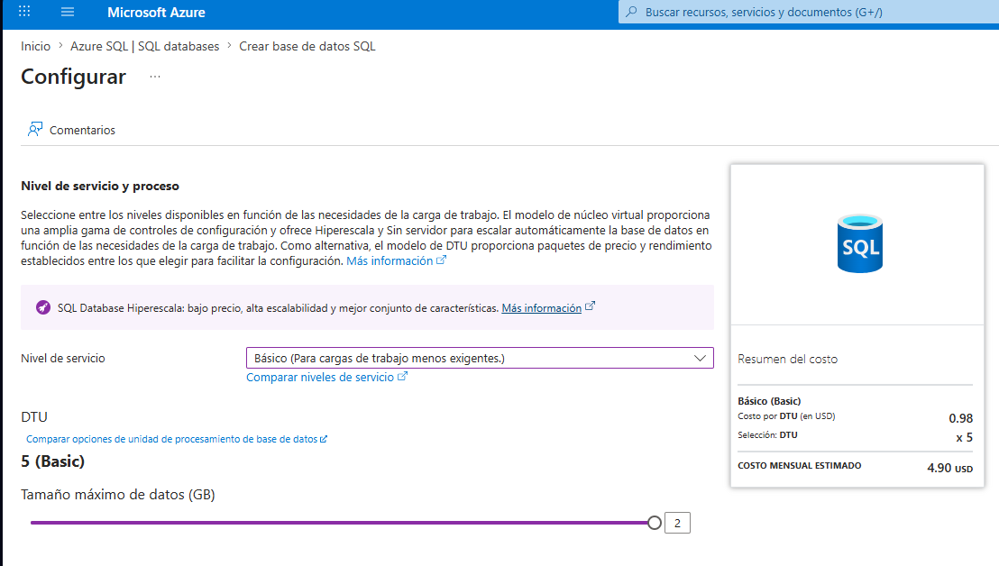 Microsoft Azure
Buscar recursos, servicios y documentos (G+/)
Inicio > Azure SQL | SQL databases > Crear base de datos SQL
Configurar ...
Comentarios
Nivel de servicio y proceso
Seleccione entre los niveles disponibles en función de las necesidades de la carga de trabajo. El modelo de núcleo virtual proporciona
una amplia gama de controles de configuración y ofrece Hiperescala y Sin servidor para escalar automáticamente la base de datos en
función de las necesidades de la carga de trabajo. Como alternativa, el modelo de DTU proporciona paquetes de precio y rendimiento
establecidos entre los que elegir para facilitar la configuración. Más información
SQL Database Hiperescala: bajo precio, alta escalabilidad y mejor conjunto de características. Más información
Nivel de servicio
Básico (Para cargas de trabajo menos exigentes.)
Comparar niveles de servicio
DTU
Comparar opciones de unidad de procesamiento de base de datos
5 (Basic)
Tamaño máximo de datos (GB)
2
SQL
Resumen del costo
Básico (Basic)
Costo por DTU (en USD) 0.98
Selección: DTU x 5
COSTO MENSUAL ESTIMADO 4.90 USD